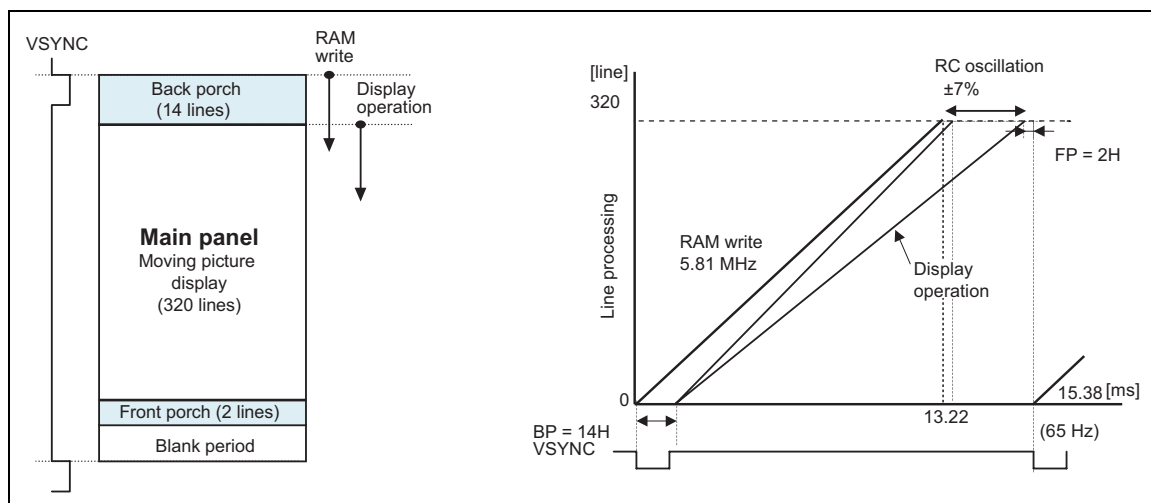 VSYNC
RAM
write
Back porch
(14 lines)
Display
operation
Main panel
Moving picture
display
(320 lines)
Front porch (2 lines)
Blank period
[line]
320
RC oscillation
±7%
FP = 2H
RAM write
5.81 MHz
Display
operation
Line processing
0
13.22
15.38 [ms]
(65 Hz)
BP = 14H
VSYNC